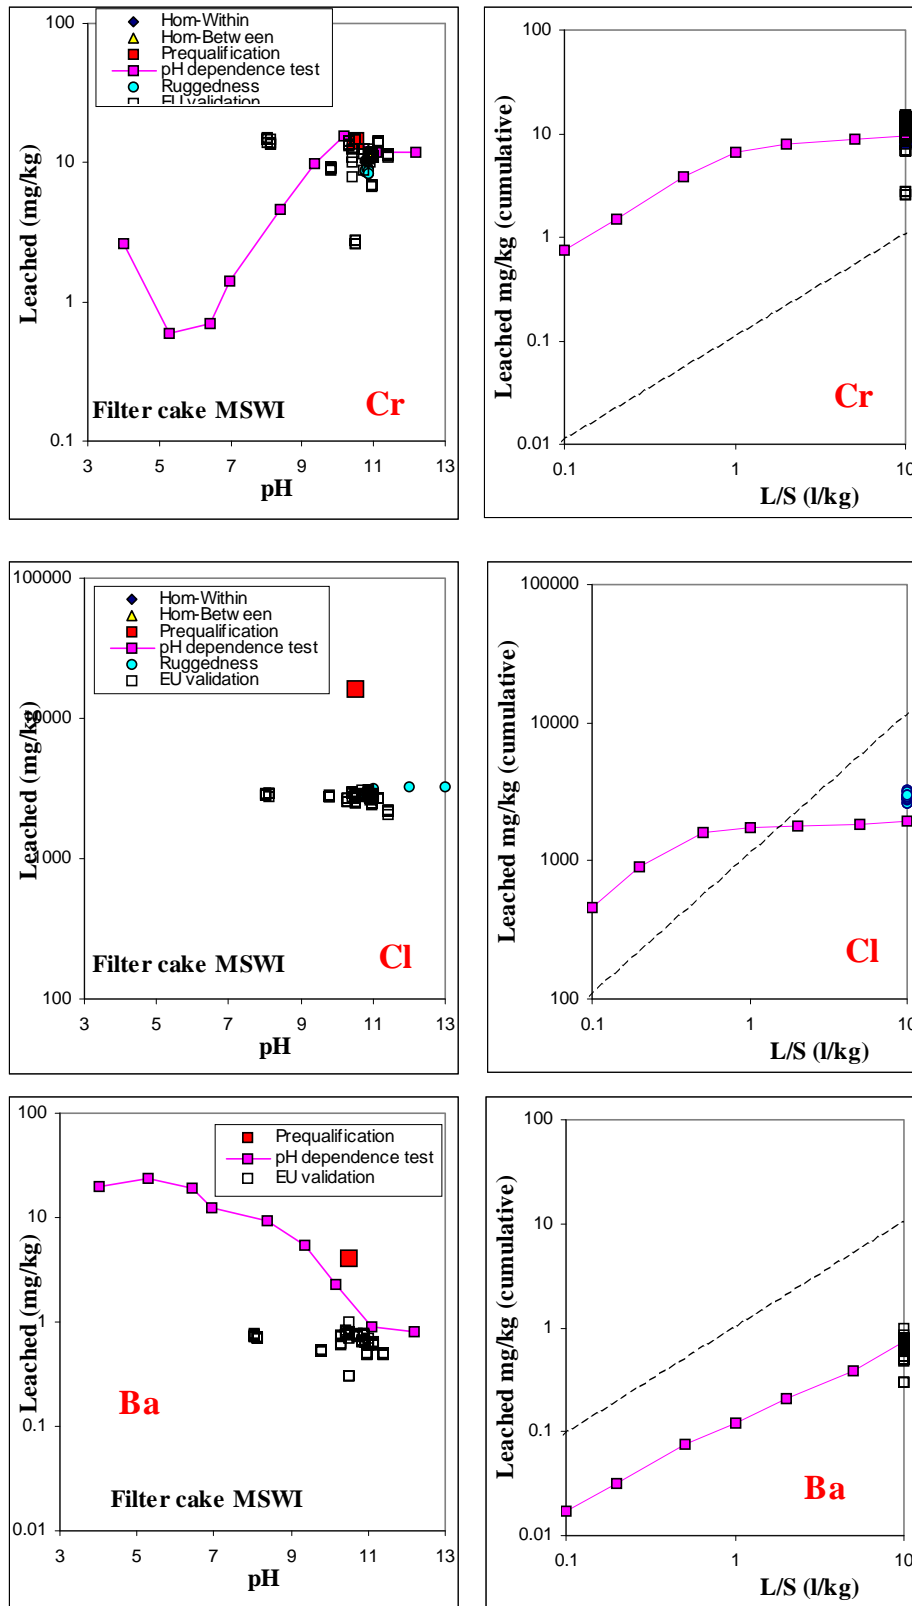 100
10
1
0.1
Leached (mg/kg)
Hom-Within
Hom-Between
Prequalification
pH dependence test
Ruggedness
EU validation
Filter cake MSWI
Cr
3 5 7 9 11 13
pH
100
10
1
0.1
0.01
Leached mg/kg (cumulative)
Cr
0.1 1 10
L/S (l/kg)
100000
10000
1000
100
Leached (mg/kg)
Hom-Within
Hom-Between
Prequalification
pH dependence test
Ruggedness
EU validation
Filter cake MSWI
Cl
3 5 7 9 11 13
pH
100000
10000
1000
100
Leached mg/kg (cumulative)
Cl
0.1 1 10
L/S (l/kg)
100
10
1
0.1
0.01
Leached (mg/kg)
Prequalification
pH dependence test
EU validation
Ba
Filter cake MSWI
3 5 7 9 11 13
pH
100
10
1
0.1
0.01
Leached mg/kg (cumulative)
Ba
0.1 1 10
L/S (l/kg)